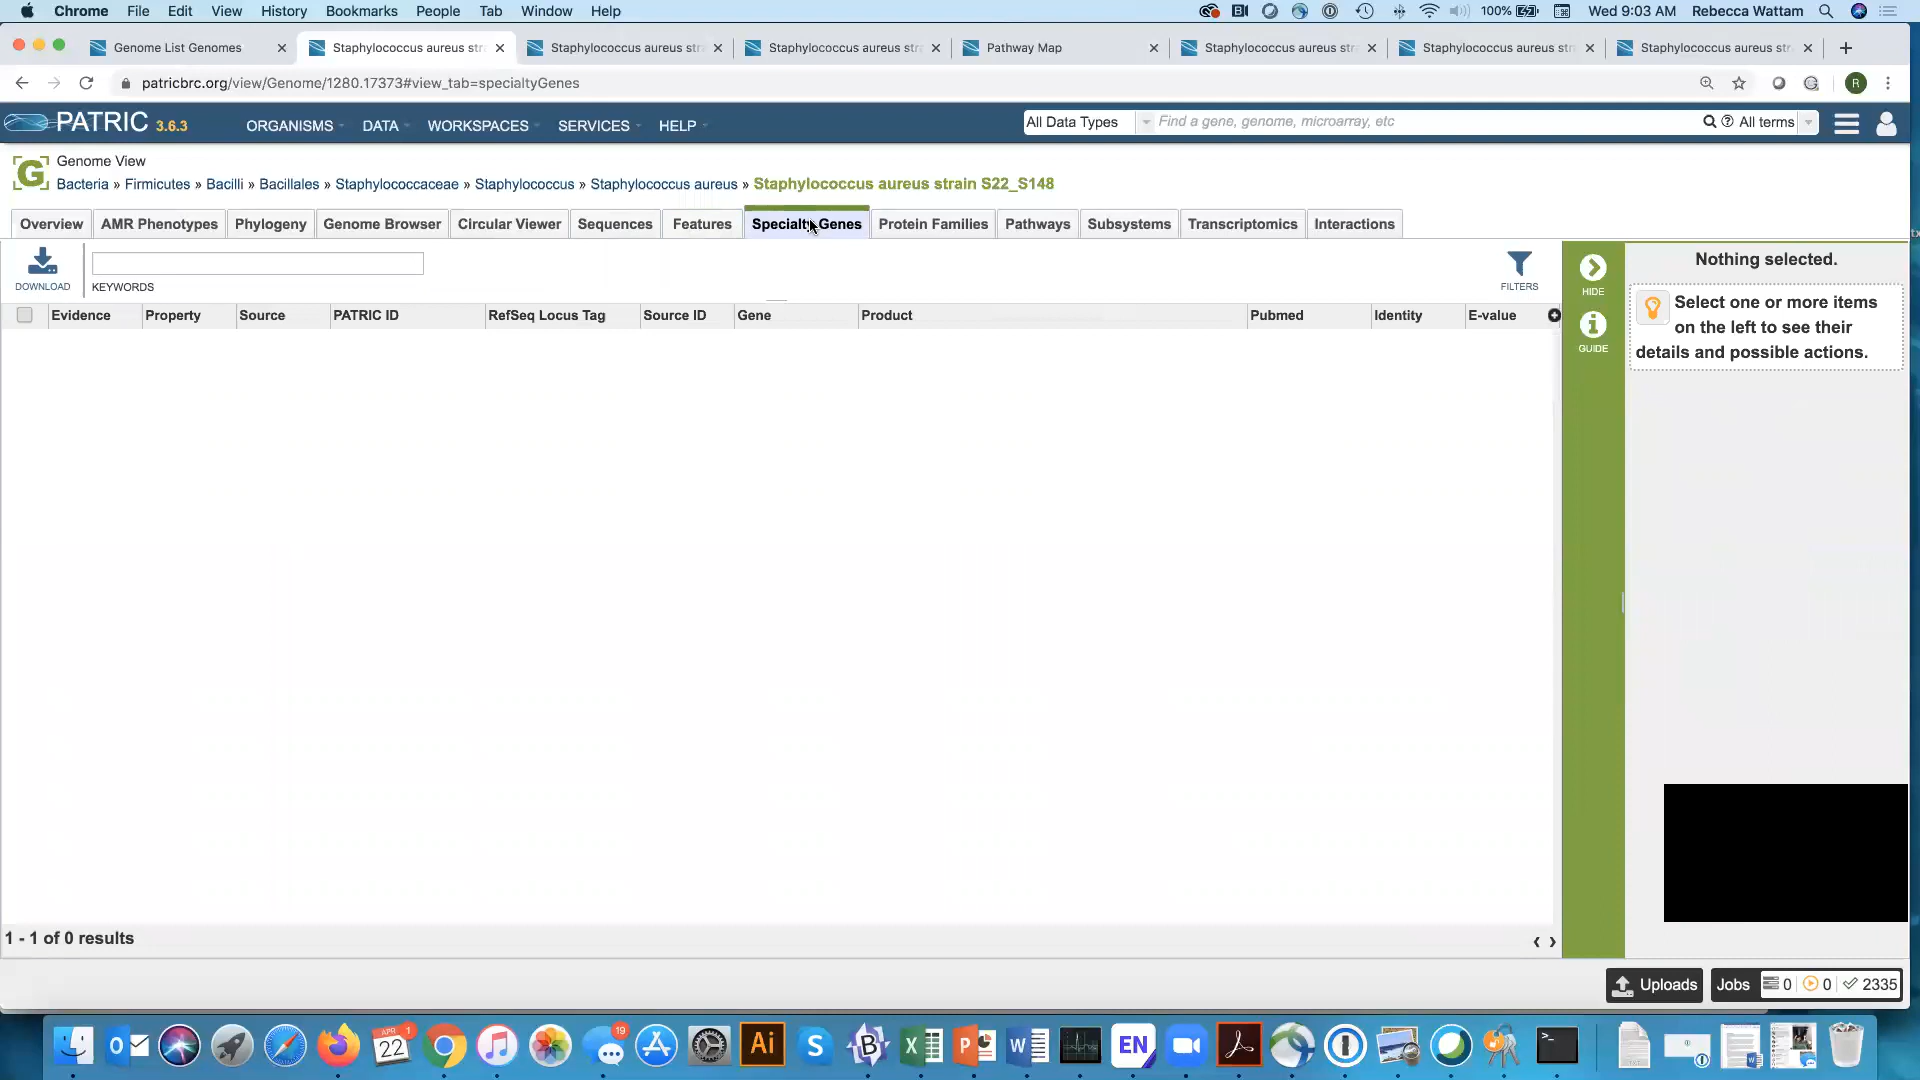 Chrome File Edit View History Bookmarks People Tab Window Help 100% Wed 9:03 AM Rebecca Wattam
Genome List Genomes Staphylococcus aureus str Staphylococcus aureus str Staphylococcus aureus str Pathway Map Staphylococcus aureus str Staphylococcus aureus str Staphylococcus aureus str
patricbrc.org/view/Genome/1280.17373#view_tab=specialtyGenes R
PATRIC 3.6.3 ORGANISMS DATA WORKSPACES SERVICES HELP All Data Types Find a gene, genome, microarray, etc All terms
Genome View
G
Bacteria » Firmicutes » Bacilli » Bacillales » Staphylococcaceae » Staphylococcus » Staphylococcus aureus » Staphylococcus aureus strain S22_S148
Overview AMR Phenotypes Phylogeny Genome Browser Circular Viewer Sequences Features Specialty Genes Protein Families Pathways Subsystems Transcriptomics Interactions
DOWNLOAD KEYWORDS FILTERS HIDE
Evidence Property Source PATRIC ID RefSeq Locus Tag Source ID Gene Product Pubmed Identity E-value
GUIDE
Nothing selected.
Select one or more items
on the left to see their
details and possible actions.
1 - 1 of 0 results
Uploads Jobs 0 0 2335
APR 1
22
19
Ai
EN